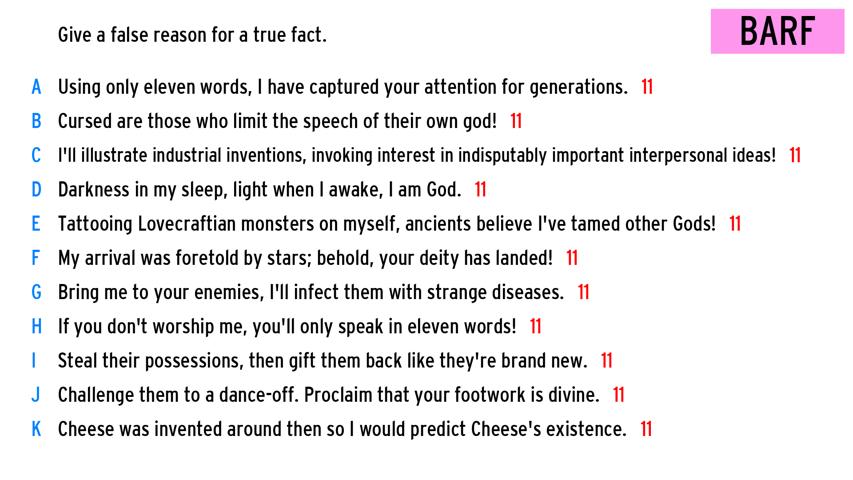 Give a false reason for a true fact.
BARF
A Using only eleven words, I have captured your attention for generations. 11
B Cursed are those who limit the speech of their own god! 11
C I'll illustrate industrial inventions, invoking interest in indisputably important interpersonal ideas! 11
D Darkness in my sleep, light when I awake, I am God. 11
E Tattooing Lovecraftian monsters on myself, ancients believe I've tamed other Gods! 11
F My arrival was foretold by stars; behold, your deity has landed! 11
G Bring me to your enemies, I'll infect them with strange diseases. 11
H If you don't worship me, you'll only speak in eleven words! 11
I Steal their possessions, then gift them back like they're brand new. 11
J Challenge them to a dance-off. Proclaim that your footwork is divine. 11
K Cheese was invented around then so I would predict Cheese's existence. 11